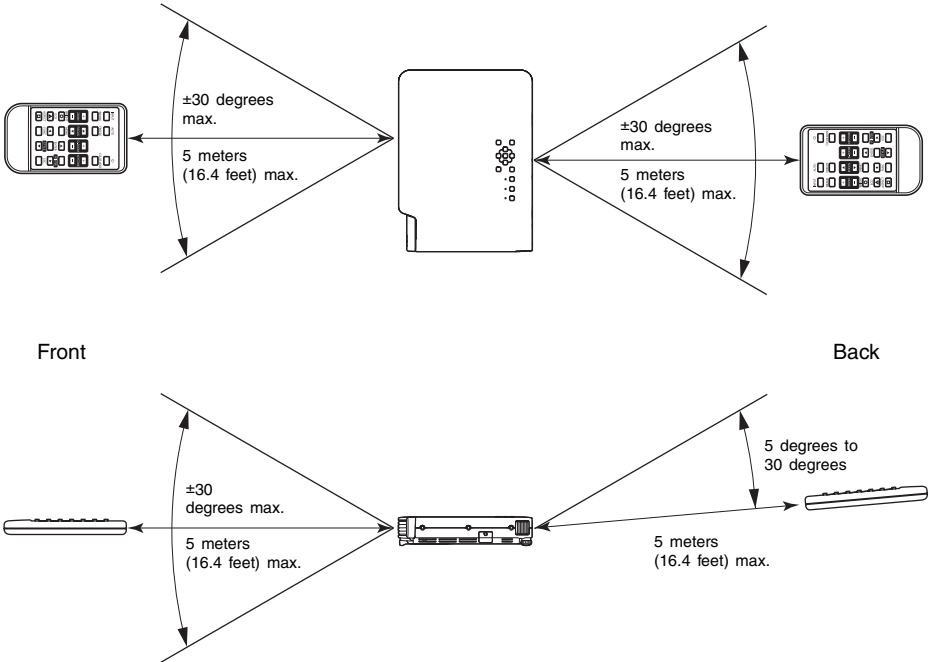 ±30 degrees
max.
5 meters
(16.4 feet) max.
±30 degrees
max.
5 meters
(16.4 feet) max.
Front
Back
±30
degrees max.
5 meters
(16.4 feet) max.
5 degrees to
30 degrees
5 meters
(16.4 feet) max.